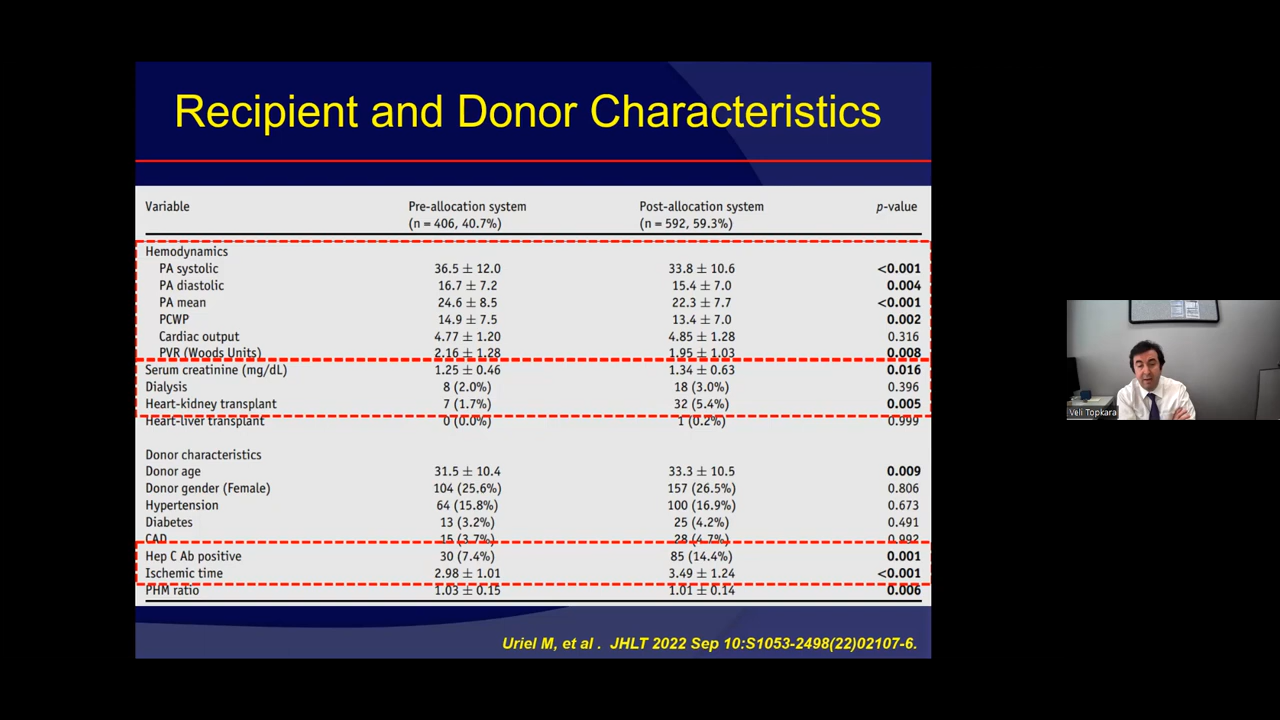 Recipient and Donor Characteristics
Variable Pre-allocation system Post-allocation system p-value
(n = 406, 40.7%) (n = 592, 59.3%)
Hemodynamics
PA systolic 36.5 ± 12.0 33.8 ± 10.6 <0.001
PA diastolic 16.7 ± 7.2 15.4 ± 7.0 0.004
PA mean 24.6 ± 8.5 22.3 ± 7.7 <0.001
PCWP 14.9 ± 7.5 13.4 ± 7.0 0.002
Cardiac output 4.77 ± 1.20 4.85 ± 1.28 0.316
PVR (Woods Units) 2.16 ± 1.28 1.95 ± 1.03 0.008
Serum creatinine (mg/dL) 1.25 ± 0.46 1.34 ± 0.63 0.016
Dialysis 8 (2.0%) 18 (3.0%) 0.396
Heart-kidney transplant 7 (1.7%) 32 (5.4%) 0.005
Heart-liver transplant 0 (0.0%) 1 (0.2%) 0.999
Donor characteristics
Donor age 31.5 ± 10.4 33.3 ± 10.5 0.009
Donor gender (Female) 104 (25.6%) 157 (26.5%) 0.806
Hypertension 64 (15.8%) 100 (16.9%) 0.673
Diabetes 13 (3.2%) 25 (4.2%) 0.491
CAD 15 (3.7%) 28 (4.7%) 0.992
Hep C Ab positive 30 (7.4%) 85 (14.4%) 0.001
Ischemic time 2.98 ± 1.01 3.49 ± 1.24 <0.001
PHM ratio 1.03 ± 0.15 1.01 ± 0.14 0.006
Uriel M, et al . JHLT 2022 Sep 10:S1053-2498(22)02107-6.
Veli Topkara